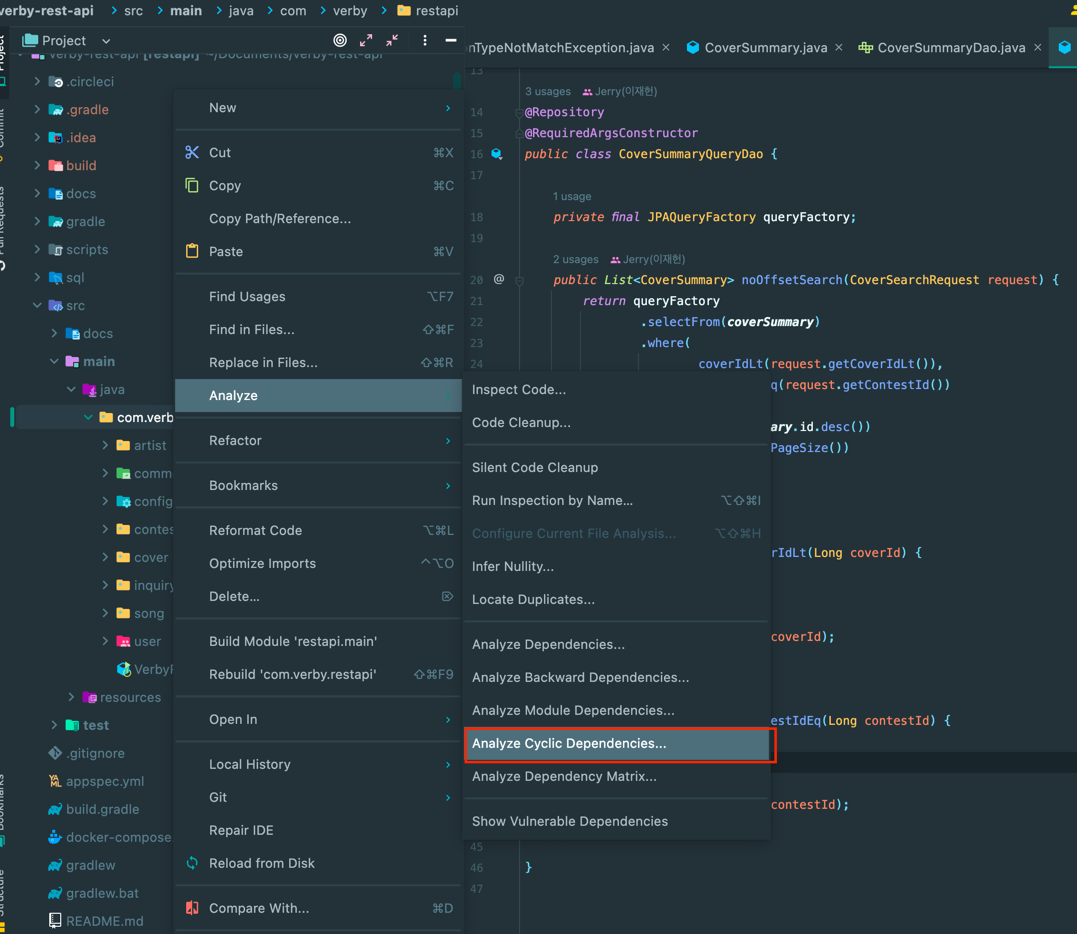 verby-rest-api > src > main > java > com > verby > restapi
Project
verby-rest-api [restapi] ~/Documents/verby-rest-api
.circleci
.gradle
.idea
build
docs
gradle
scripts
sql
src
docs
main
java
com.verb
artist
comm
config
contes
cover
inquiry
song
user
VerbyR
resources
test
.gitignore
appspec.yml
build.gradle
docker-compose
gradlew
gradlew.bat
README.md
Project
Commit
Pull Requests
Bookmarks
Structure
New
Cut ⌘X
Copy ⌘C
Copy Path/Reference...
Paste ⌘V
Find Usages ⌥F7
Find in Files... ⇧⌘F
Replace in Files... ⇧⌘R
Analyze
Refactor
Bookmarks
Reformat Code ⌥⌘L
Optimize Imports ^⌥O
Delete... ⌦
Build Module 'restapi.main'
Rebuild 'com.verby.restapi' ⇧⌘F9
Open In
Local History
Git
Repair IDE
Reload from Disk
Compare With... ⌘D
Inspect Code...
Code Cleanup...
Silent Code Cleanup
Run Inspection by Name... ⌥⇧⌘I
Configure Current File Analysis... ⌥⇧⌘H
Infer Nullity...
Locate Duplicates...
Analyze Dependencies...
Analyze Backward Dependencies...
Analyze Module Dependencies...
Analyze Cyclic Dependencies...
Analyze Dependency Matrix...
Show Vulnerable Dependencies
nTypeNotMatchException.java × CoverSummary.java × CoverSummaryDao.java ×
13
3 usages Jerry(이재헌)
14 @Repository
15 @RequiredArgsConstructor
16 public class CoverSummaryQueryDao {
17
1 usage
18 private final JPAQueryFactory queryFactory;
19
2 usages Jerry(이재헌)
20 @ public List<CoverSummary> noOffsetSearch(CoverSearchRequest request) {
21 return queryFactory
22 .selectFrom(coverSummary)
23 .where(
24 coverIdLt(request.getCoverIdLt()),
q(request.getContestId())
ary.id.desc())
PageSize())
rIdLt(Long coverId) {
coverId);
estIdEq(Long contestId) {
contestId);
45
46 }
47